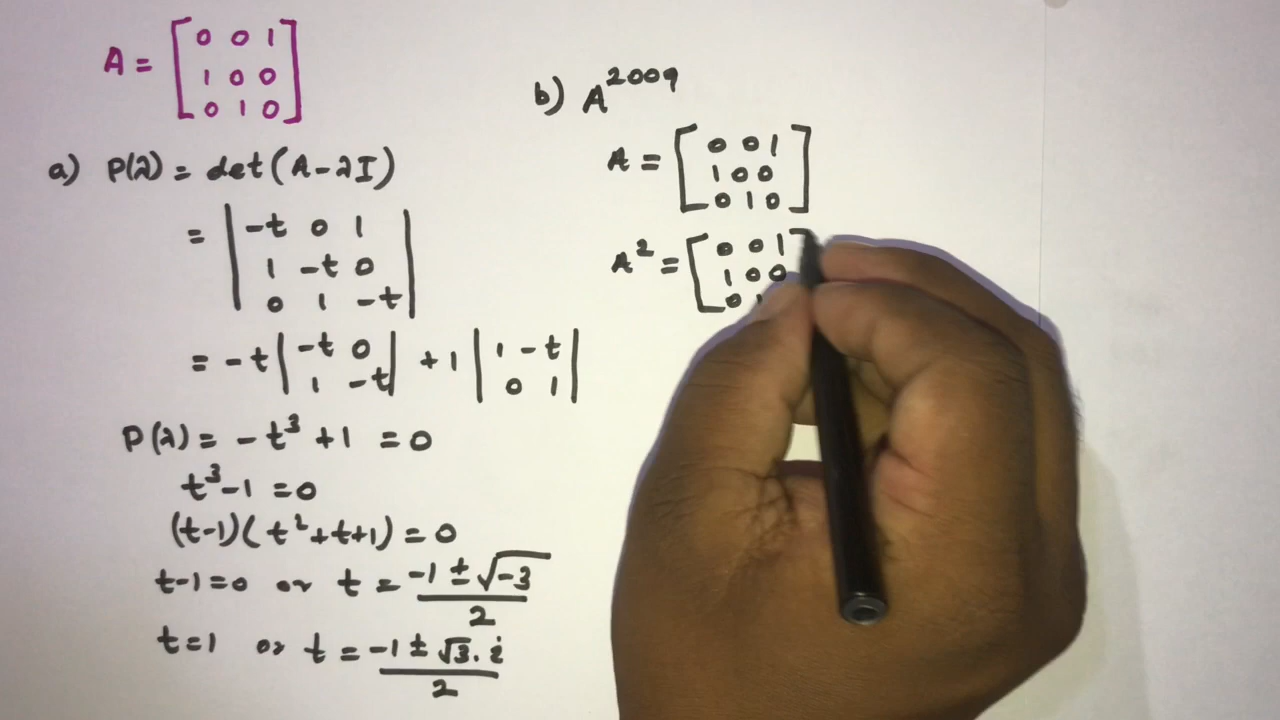 A = [ 0 0 1
1 0 0
0 1 0 ]
a) P(λ) = det(A - λI)
= | -t 0 1
1 -t 0
0 1 -t |
= -t | -t 0
1 -t | +1 | 1 -t
0 1 |
P(λ) = -t³ + 1 = 0
t³ - 1 = 0
(t-1)(t² + t + 1) = 0
t-1=0 or t = (-1 ± √-3)/2
t=1 or t = (-1 ± √3. i)/2
b) A²⁰⁰⁹
A = [ 0 0 1
1 0 0
0 1 0 ]
A² = [ 0 0 1
1 0 0
0